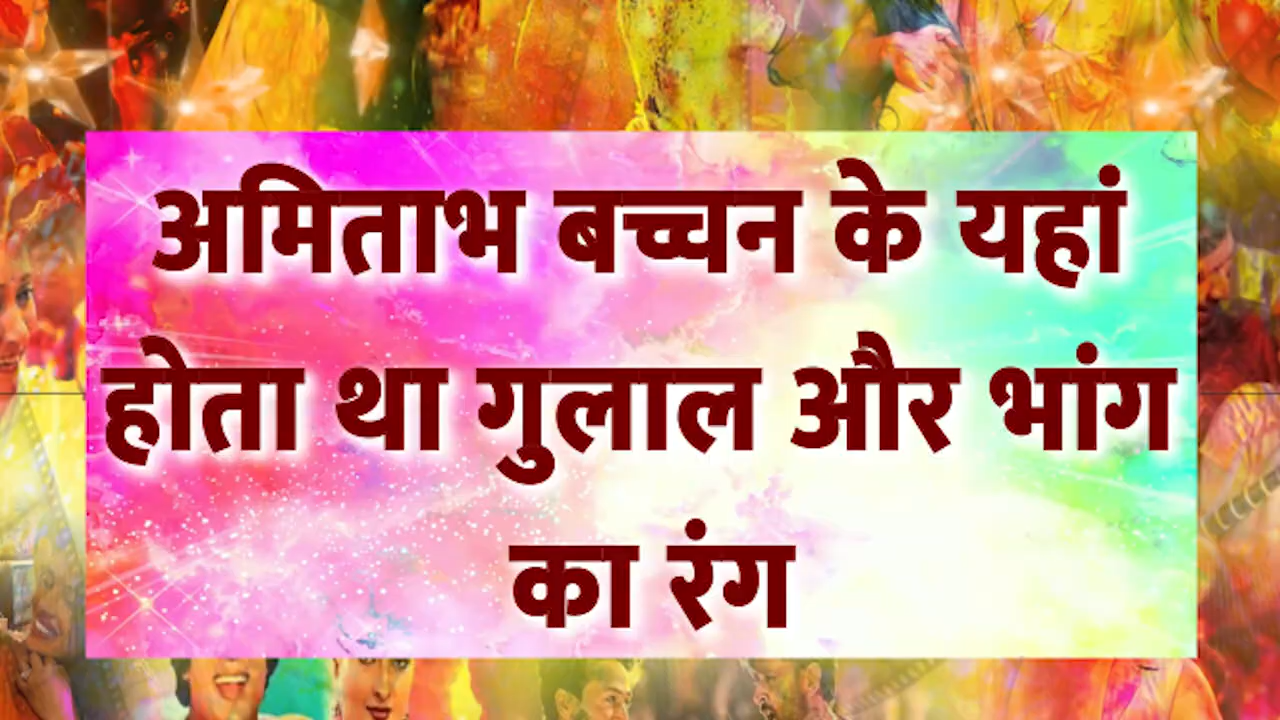 अमिताभ बच्चन के यहां
होता था गुलाल और भांग
का रंग